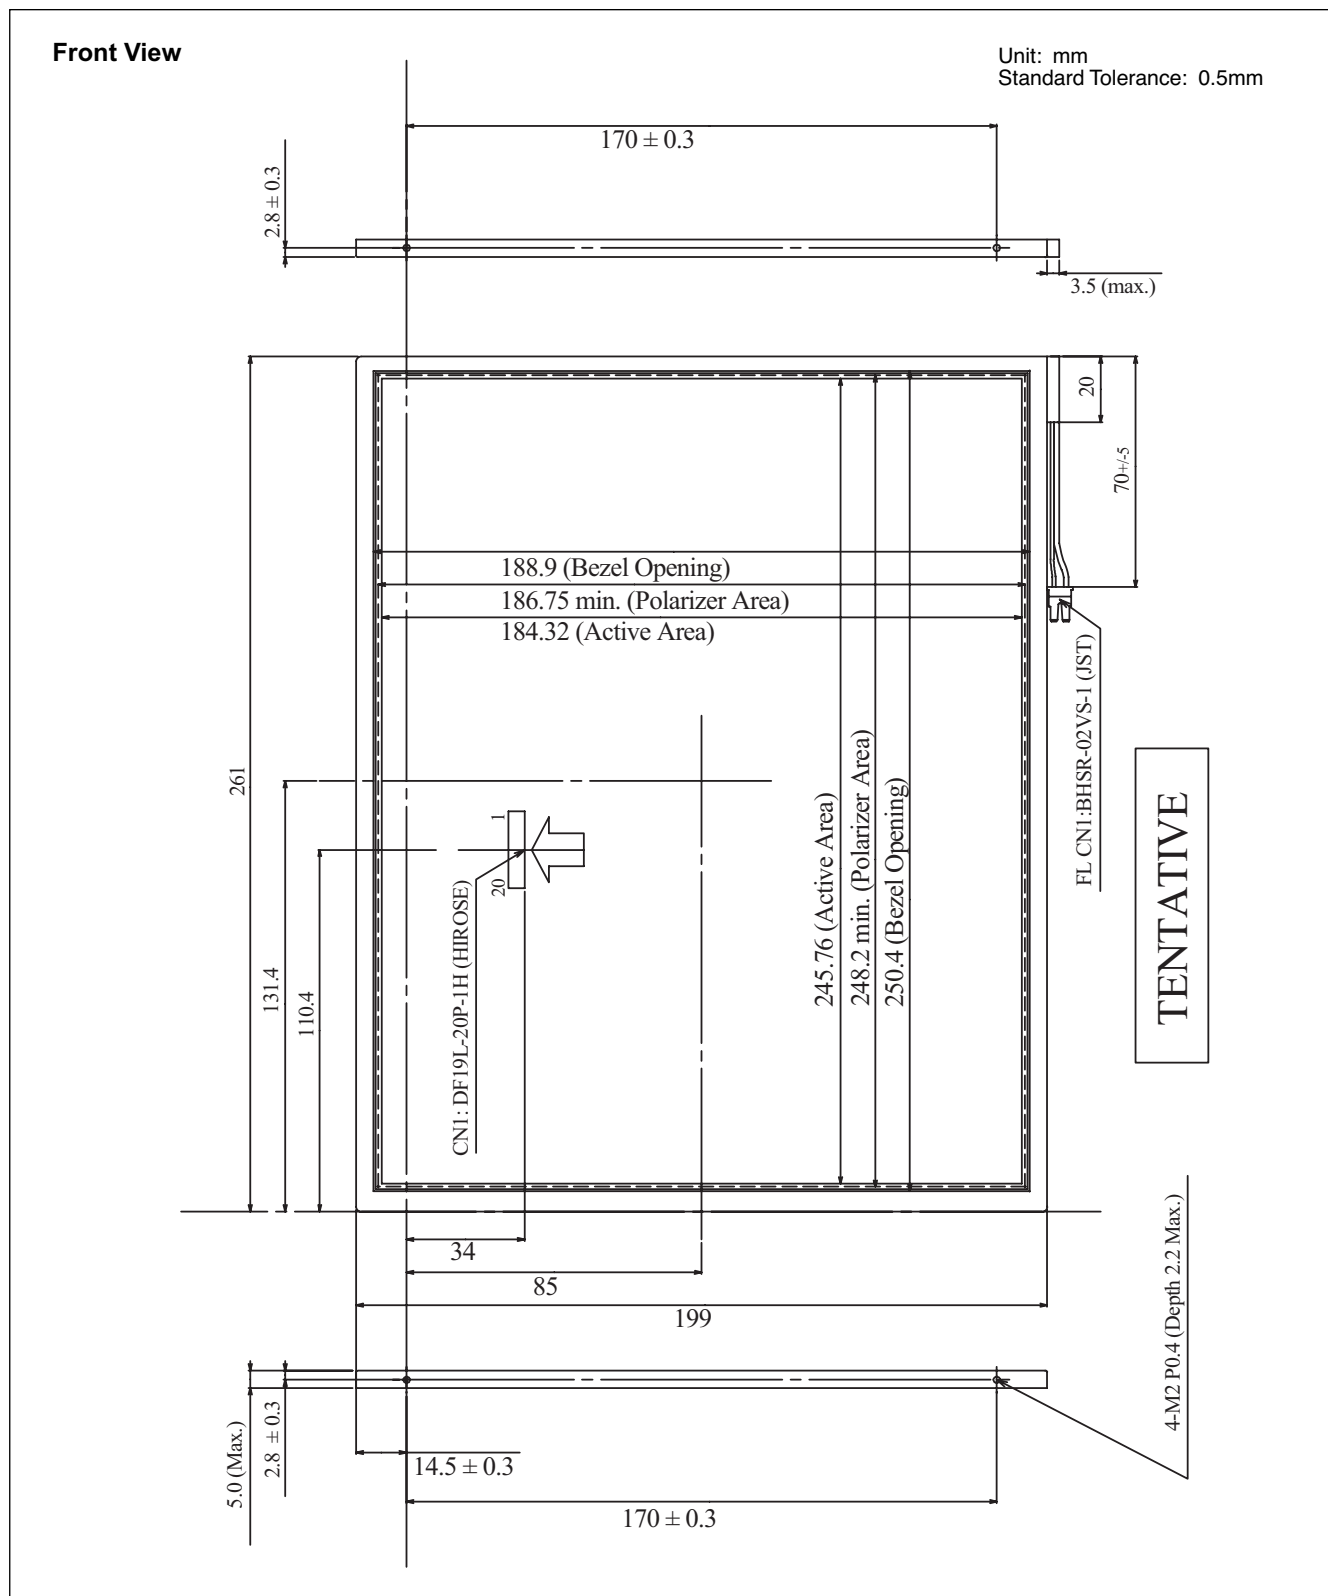 Front View
Unit: mm
Standard Tolerance: 0.5mm
170 ± 0.3
2.8 ± 0.3
3.5 (max.)
20
70+/-5
188.9 (Bezel Opening)
186.75 min. (Polarizer Area)
184.32 (Active Area)
FL CN1:BHSR-02VS-1 (JST)
261
131.4
110.4
1
20
CN1: DF19L-20P-1H (HIROSE)
245.76 (Active Area)
248.2 min. (Polarizer Area)
250.4 (Bezel Opening)
TENTATIVE
34
85
199
4-M2 P0.4 (Depth 2.2 Max.)
5.0 (Max.)
2.8 ± 0.3
14.5 ± 0.3
170 ± 0.3